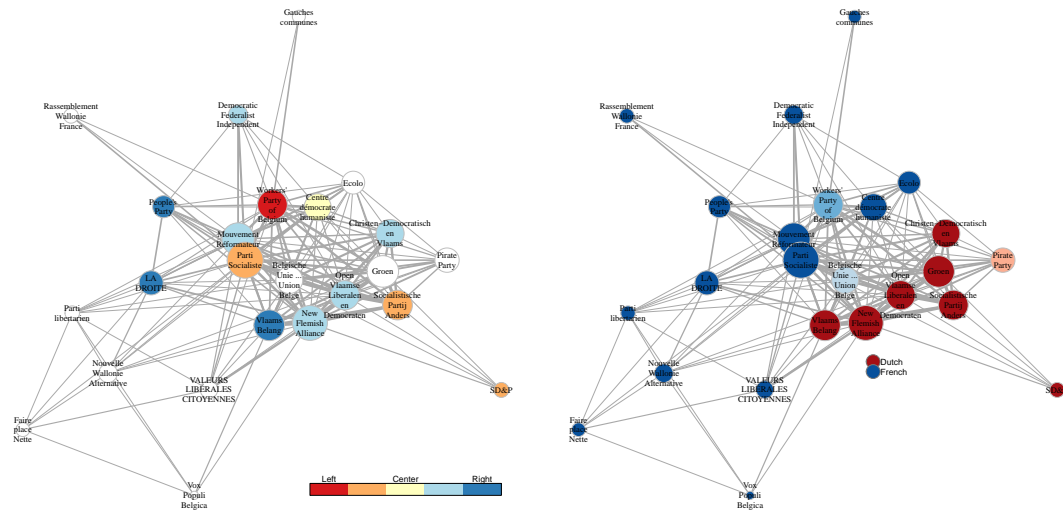 Gauches
communes
Rassemblement
Wallonie
France
Democratic
Federalist
Independent
Ecolo
People's
Party
Workers'
Party
of
Belgium
Centre
démocrate
humaniste
Christen-Democratisch
en
Vlaams
Mouvement
Réformateur
Parti
Socialiste
Pirate
Party
Belgische
Unie ...
Union
Belge
Open
Vlaamse
Liberalen
en
Democraten
Groen
LA
DROITE
Socialistische
Partij
Anders
Parti
libertarien
Vlaams
Belang
New
Flemish
Alliance
Nouvelle
Wallonie
Alternative
VALEURS
LIBÉRALES
CITOYENNES
SD&P
Faire
place
Nette
Vox
Populi
Belgica
Left
Center
Right
Gauches
communes
Rassemblement
Wallonie
France
Democratic
Federalist
Independent
Ecolo
People's
Party
Workers'
Party
of
Belgium
Centre
démocrate
humaniste
Christen-Democratisch
en
Vlaams
Mouvement
Réformateur
Parti
Socialiste
Pirate
Party
Belgische
Unie ...
Union
Belge
Open
Vlaamse
Liberalen
en
Democraten
Groen
LA
DROITE
Socialistische
Partij
Anders
Parti
libertarien
Vlaams
Belang
New
Flemish
Alliance
Dutch
French
Nouvelle
Wallonie
Alternative
VALEURS
LIBÉRALES
CITOYENNES
SD&P
Faire
place
Nette
Vox
Populi
Belgica